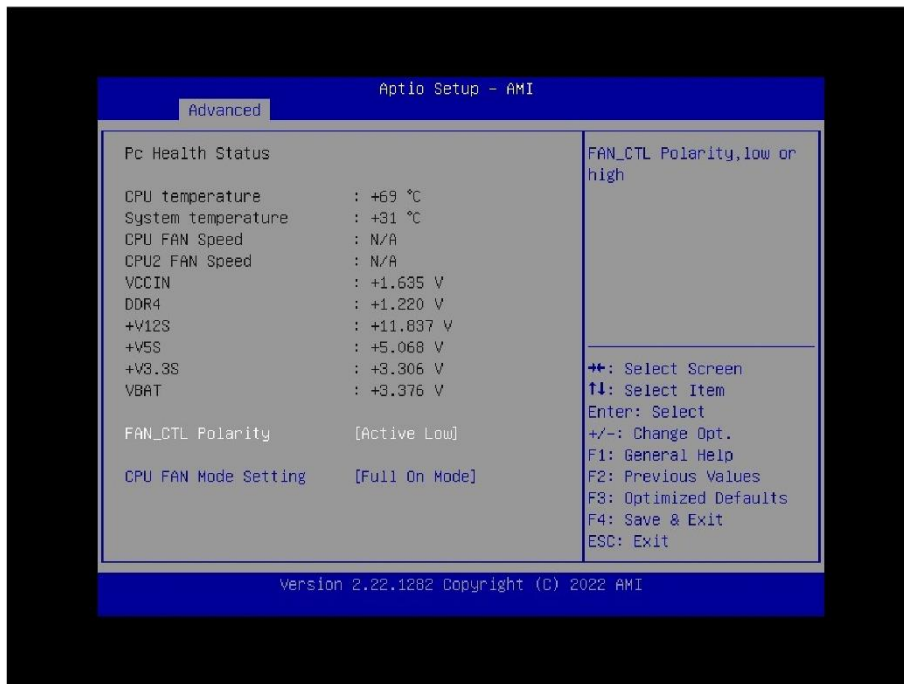 Aptio Setup - AMI
Advanced
Pc Health Status
CPU temperature : +69 °C
System temperature : +31 °C
CPU FAN Speed : N/A
CPU2 FAN Speed : N/A
VCCIN : +1.635 V
DDR4 : +1.220 V
+V12S : +11.837 V
+V5S : +5.068 V
+V3.3S : +3.306 V
VBAT : +3.376 V
FAN_CTL Polarity [Active Low]
CPU FAN Mode Setting [Full On Mode]
FAN_CTL Polarity,low or
high
→←: Select Screen
↑↓: Select Item
Enter: Select
+/-: Change Opt.
F1: General Help
F2: Previous Values
F3: Optimized Defaults
F4: Save & Exit
ESC: Exit
Version 2.22.1282 Copyright (C) 2022 AMI